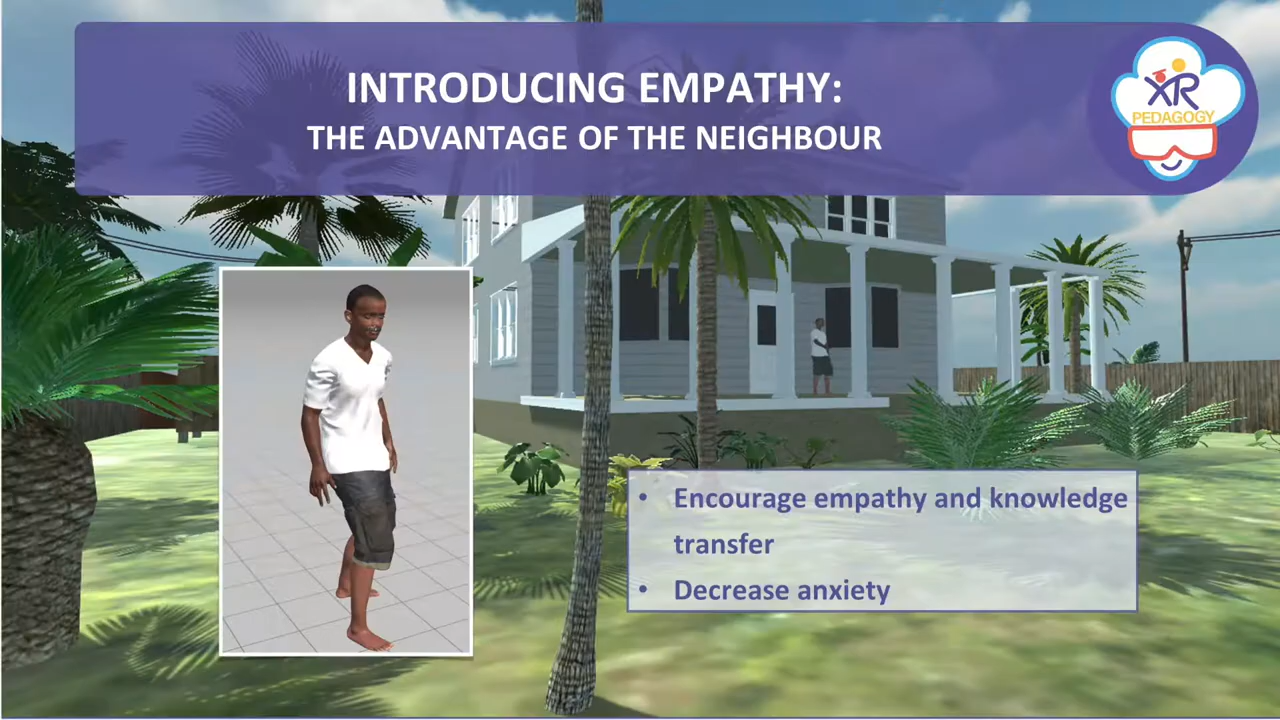 INTRODUCING EMPATHY:
THE ADVANTAGE OF THE NEIGHBOUR
XR
PEDAGOGY
• Encourage empathy and knowledge
transfer
• Decrease anxiety